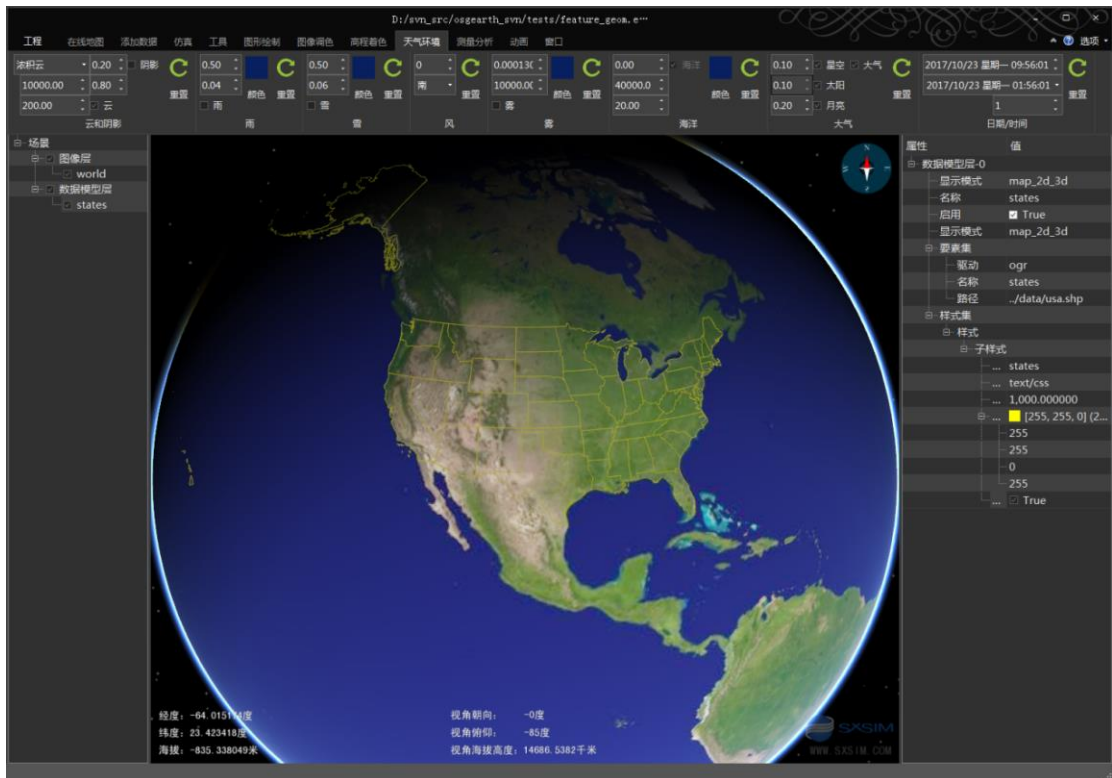 D:/svn_src/osgearth_svn/tests/feature_geom.e…
工程 在线地图 添加数据 仿真 工具 图形绘制 图像调色 高程着色 天气环境 测量分析 动画 窗口 选项
浓积云 0.20 阴影 0.50 0.50 0 0.00013( 0.00 海洋 0.10 星空 大气 2017/10/23 星期一 09:56:01
10000.00 0.80 重置 0.04 颜色 重置 0.06 颜色 重置 南 10000.0( 颜色 重置 40000.0 颜色 重置 0.10 太阳 重置 2017/10/23 星期一 01:56:01 重置
200.00 云 雨 雪 雾 20.00 0.20 月亮 1
云和阴影 雨 雪 风 雾 海洋 大气 日期/时间
场景
图像层
world
数据模型层
states
N
属性 值
数据模型层-0
显示模式 map_2d_3d
名称 states
启用 True
显示模式 map_2d_3d
要素集
驱动 ogr
名称 states
路径 ../data/usa.shp
样式集
样式
子样式
... states
... text/css
... 1,000.000000
... [255, 255, 0] (2...
255
255
0
255
... True
经度: -64.015174度 视角朝向: -0度
纬度: 23.423418度 视角俯仰: -85度
海拔: -835.338049米 视角海拔高度: 14686.5382千米
SXSIM
WWW.SXSIM.COM